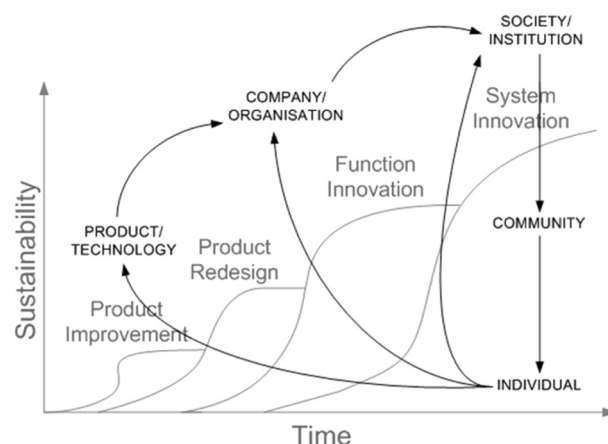 SOCIETY/
INSTITUTION
System
Innovation
COMPANY/
ORGANISATION
Function
Innovation
PRODUCT/
TECHNOLOGY
Product
Redesign
COMMUNITY
Product
Improvement
INDIVIDUAL
Sustainability
Time